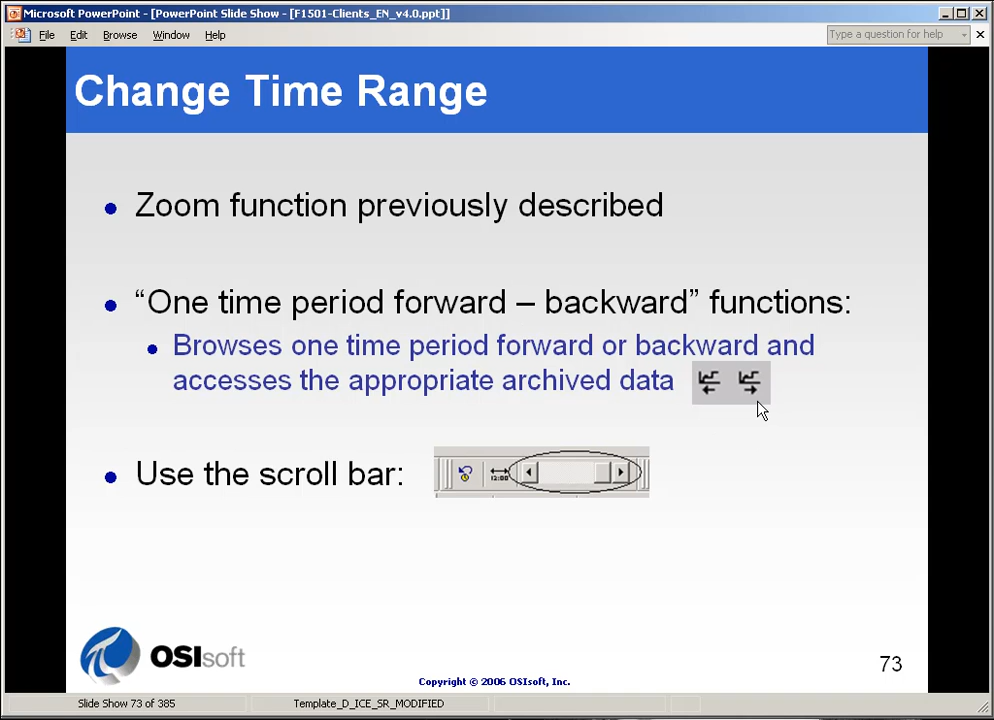 Microsoft PowerPoint - [PowerPoint Slide Show - [F1501-Clients_EN_v4.0.ppt]]
File Edit Browse Window Help
Type a question for help
Change Time Range
Zoom function previously described
“One time period forward – backward” functions:
Browses one time period forward or backward and
accesses the appropriate archived data
Use the scroll bar:
12:00
OSIsoft
73
Copyright © 2006 OSIsoft, Inc.
Slide Show 73 of 385
Template_D_ICE_SR_MODIFIED